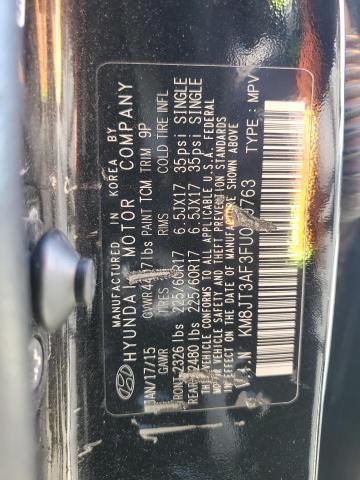 MANUFACTURED IN KOREA BY
HYUNDAI MOTOR COMPANY
JAN/17/15 GVWR lbs PAINT TCM TRIM 9P
GAWR TIRES RIMS COLD TIRE INFL
FRONT-2326 lbs 225/60R17 6.5JX17 35psi SINGLE
REAR-2480 lbs 225/60R17 6.5JX17 35psi SINGLE
THIS VEHICLE CONFORMS TO ALL APPLICABLE U.S.A. FEDERAL
MOTOR VEHICLE SAFETY AND THEFT PREVENTION STANDARDS
IN EFFECT ON THE DATE OF MANUFACTURE SHOWN ABOVE.
V.I.N TYPE: MPV